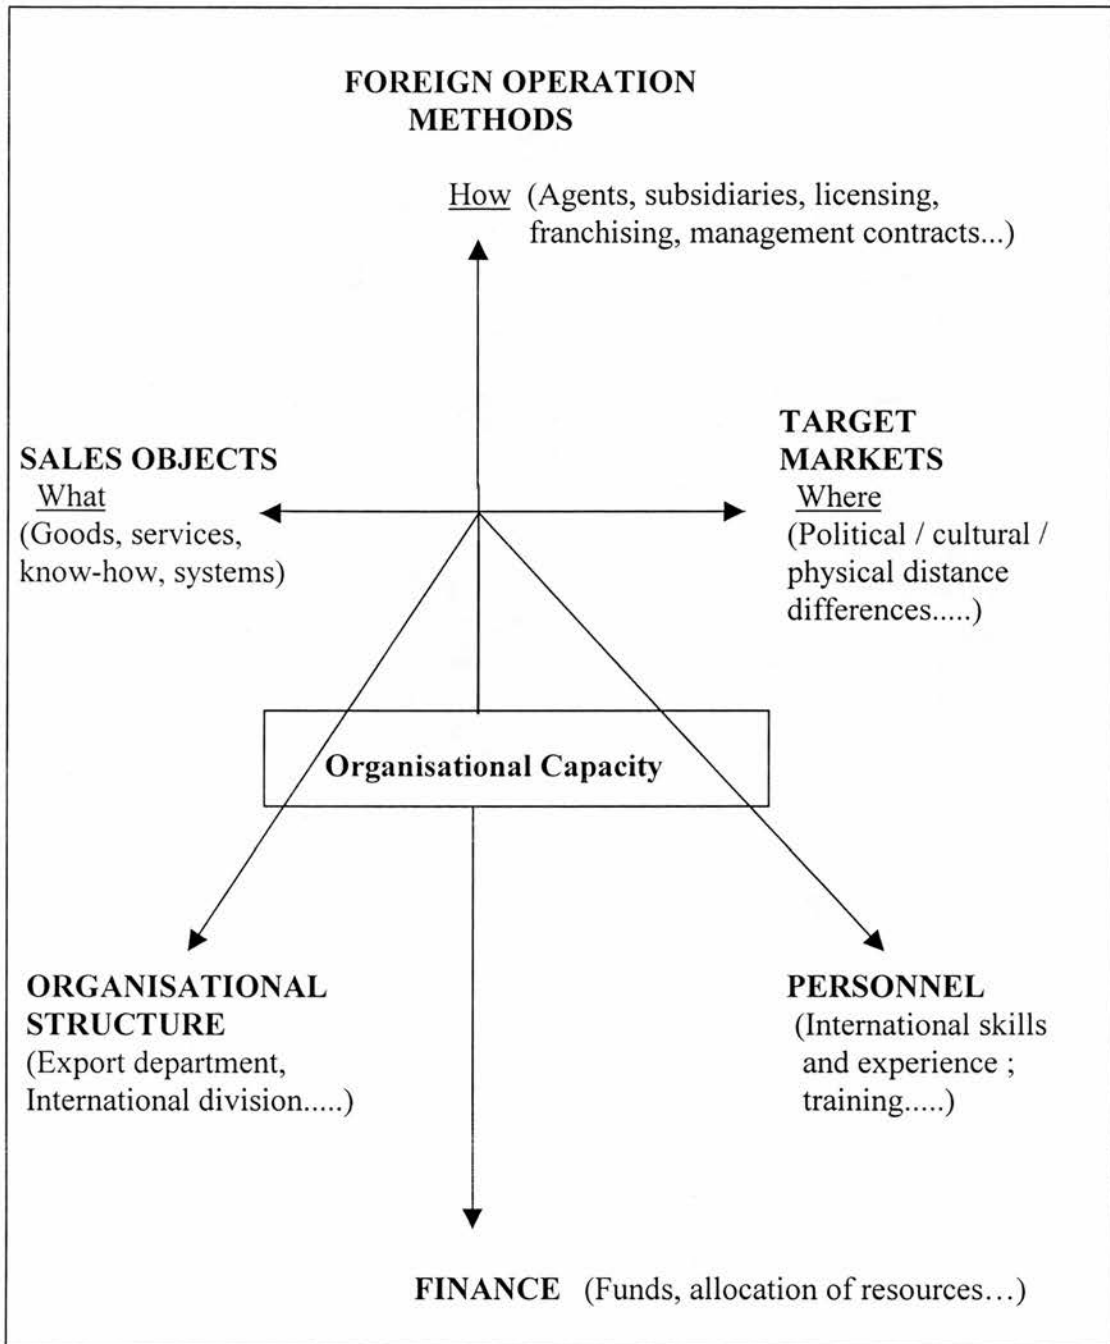 FOREIGN OPERATION
METHODS
How (Agents, subsidiaries, licensing,
franchising, management contracts...)
SALES OBJECTS
What
(Goods, services,
know-how, systems)
TARGET
MARKETS
Where
(Political / cultural /
physical distance
differences.....)
Organisational Capacity
ORGANISATIONAL
STRUCTURE
(Export department,
International division.....)
PERSONNEL
(International skills
and experience ;
training.....)
FINANCE (Funds, allocation of resources…)